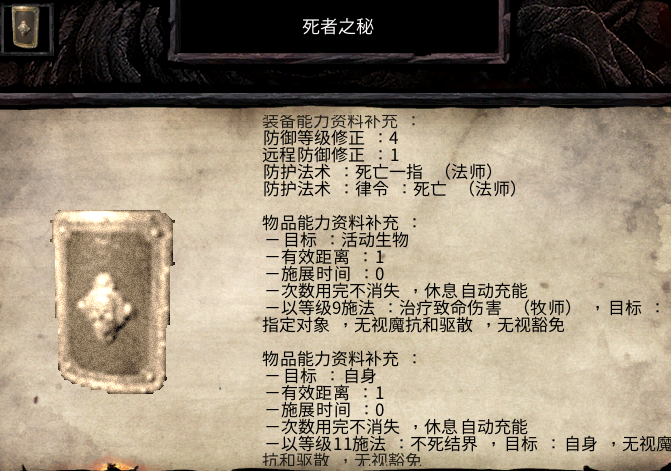 死者之秘
装备能力资料补充 :
防御等级修正 : 4
远程防御修正 : 1
防护法术 : 死亡一指 (法师)
防护法术 : 律令 : 死亡 (法师)
物品能力资料补充 :
－目标 : 活动生物
－有效距离 : 1
－施展时间 : 0
－次数用完不消失 , 休息自动充能
－以等级9施法 : 治疗致命伤害 (牧师) , 目标 :
指定对象 , 无视魔抗和驱散 , 无视豁免
物品能力资料补充 :
－目标 : 自身
－有效距离 : 1
－施展时间 : 0
－次数用完不消失 , 休息自动充能
－以等级11施法 : 不死结界 , 目标 : 自身 , 无视魔
抗和驱散 , 无视豁免